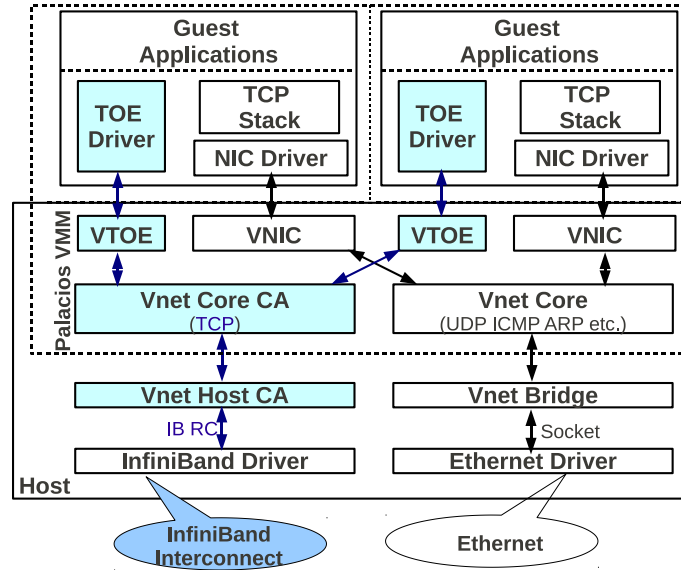 Guest
Applications
Guest
Applications
TOE
Driver
TCP
Stack
NIC Driver
TOE
Driver
TCP
Stack
NIC Driver
Palacios VMM
VTOE
VNIC
VTOE
VNIC
Vnet Core CA
(TCP)
Vnet Core
(UDP ICMP ARP etc.)
Vnet Host CA
Vnet Bridge
IB RC
Socket
InfiniBand Driver
Ethernet Driver
Host
InfiniBand
Interconnect
Ethernet